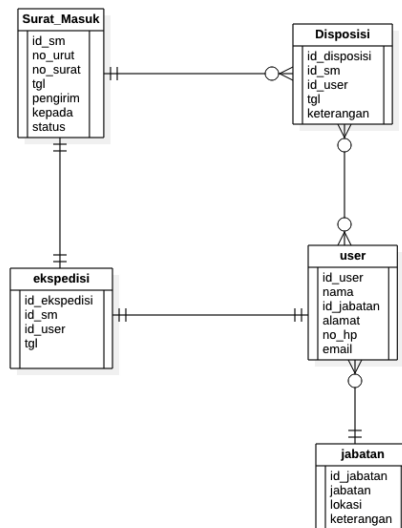 Surat_Masuk
id_sm
no_urut
no_surat
tgl
pengirim
kepada
status
Disposisi
id_disposisi
id_sm
id_user
tgl
keterangan
ekspedisi
id_ekspedisi
id_sm
id_user
tgl
user
id_user
nama
id_jabatan
alamat
no_hp
email
jabatan
id_jabatan
jabatan
lokasi
keterangan